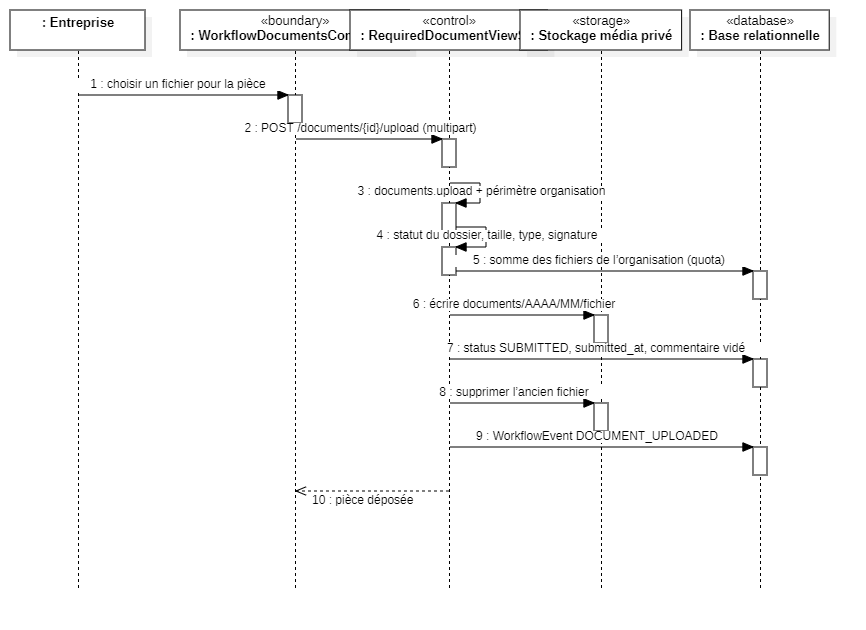 : Entreprise
«boundary»
: WorkflowDocumentsCon
«control»
: RequiredDocumentViewS
«storage»
: Stockage média privé
«database»
: Base relationnelle
1 : choisir un fichier pour la pièce
2 : POST /documents/{id}/upload (multipart)
3 : documents.upload + périmètre organisation
4 : statut du dossier, taille, type, signature
5 : somme des fichiers de l'organisation (quota)
6 : écrire documents/AAAA/MM/fichier
7 : status SUBMITTED, submitted_at, commentaire vidé
8 : supprimer l'ancien fichier
9 : WorkflowEvent DOCUMENT_UPLOADED
10 : pièce déposée